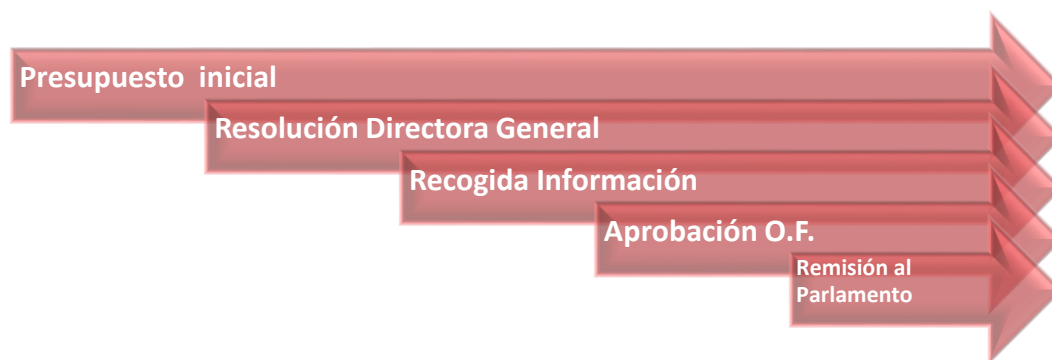 Presupuesto inicial
Resolución Directora General
Recogida Información
Aprobación O.F.
Remisión al
Parlamento